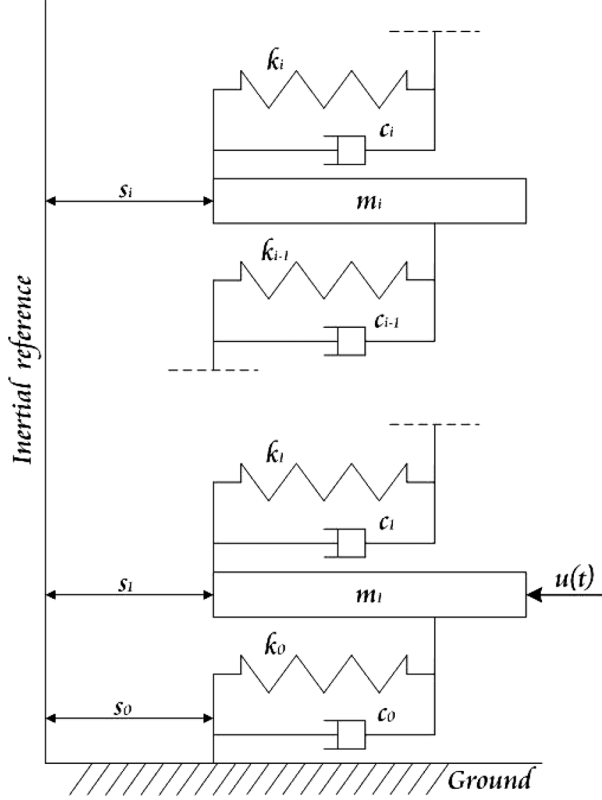 kᵢ
cᵢ
sᵢ
mᵢ
kᵢ₋₁
cᵢ₋₁
Inertial reference
k₁
c₁
s₁
m₁
u(t)
k₀
s₀
c₀
Ground